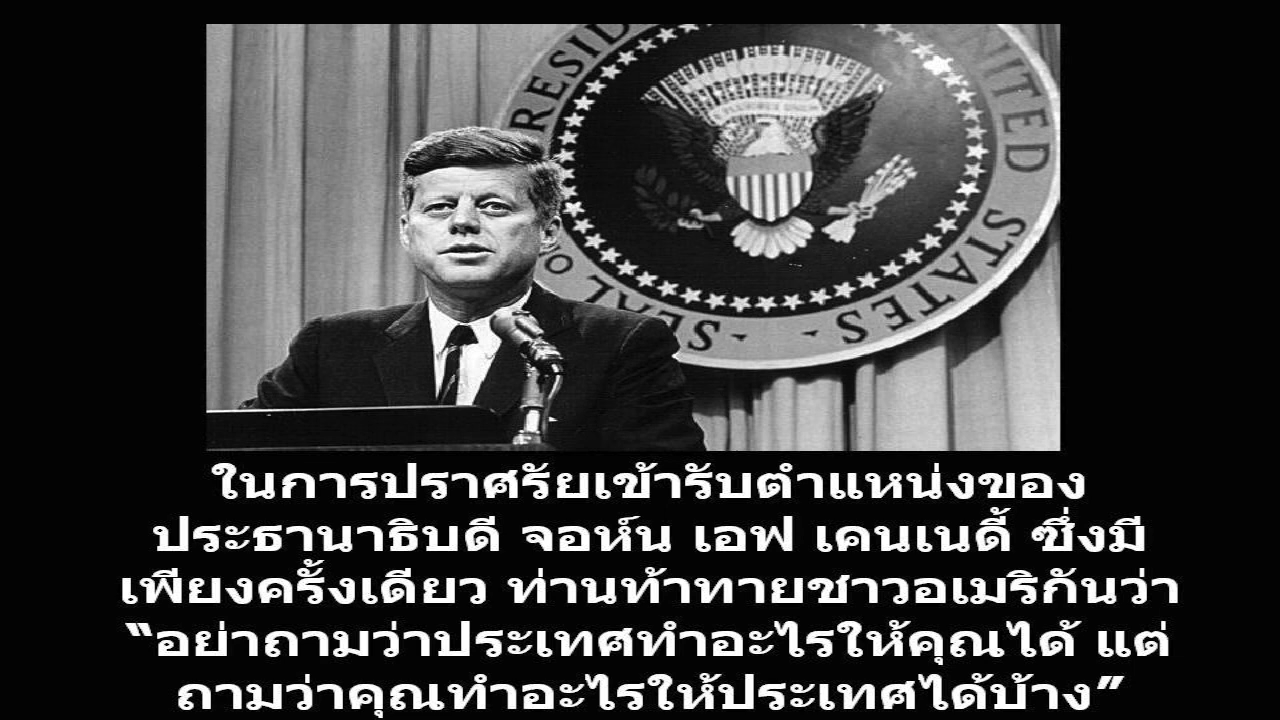 PRESID
UNITED STATES
SEAL O
ในการปราศรัยเข้ารับตำแหน่งของ
ประธานาธิบดี จอห์น เอฟ เคนเนดี้ ซึ่งมี
เพียงครั้งเดียว ท่านท้าทายชาวอเมริกันว่า
“อย่าถามว่าประเทศทำอะไรให้คุณได้ แต่
ถามว่าคุณทำอะไรให้ประเทศได้บ้าง”